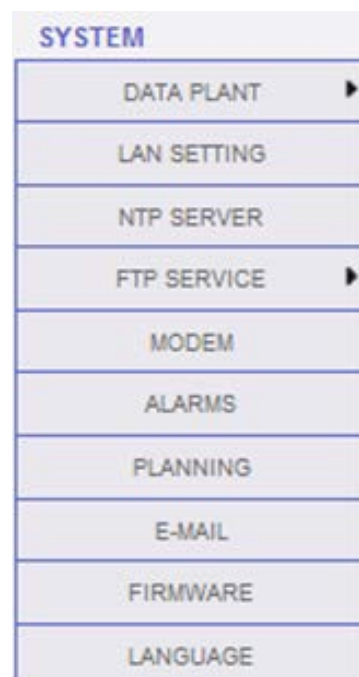 SYSTEM
DATA PLANT
LAN SETTING
NTP SERVER
FTP SERVICE
MODEM
ALARMS
PLANNING
E-MAIL
FIRMWARE
LANGUAGE